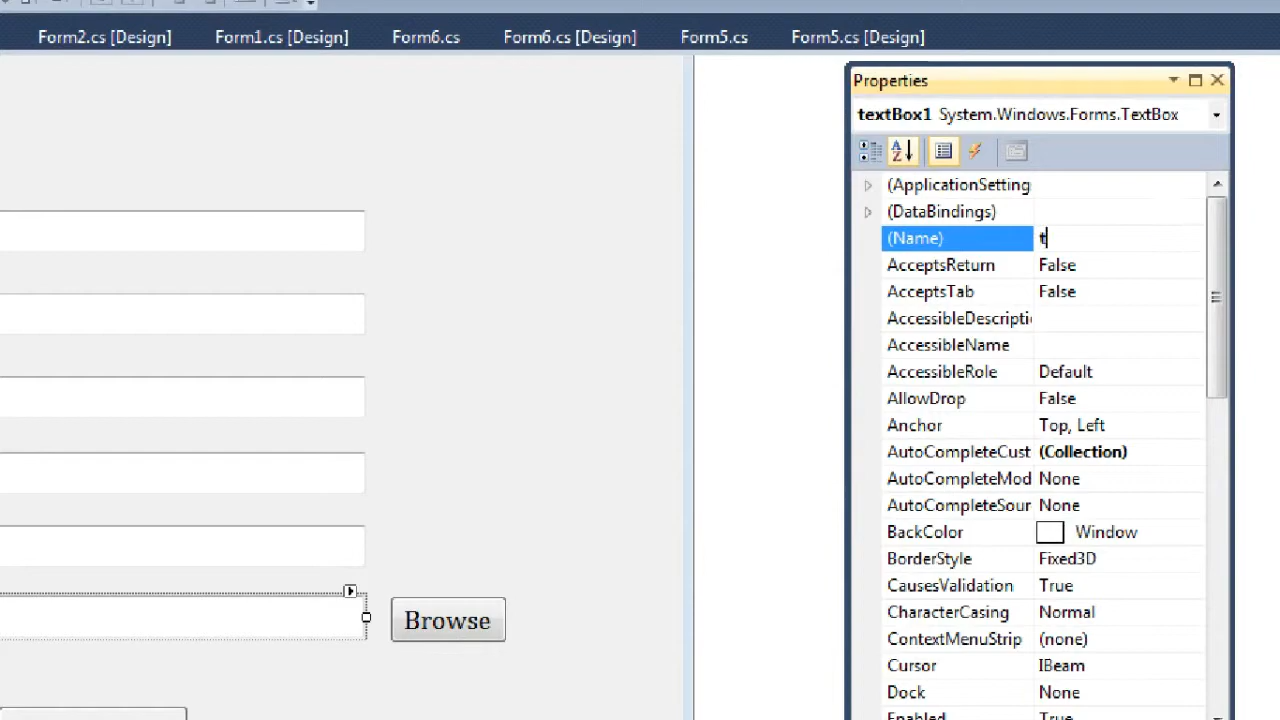 Form2.cs [Design] Form1.cs [Design] Form6.cs Form6.cs [Design] Form5.cs Form5.cs [Design]
Properties
textBox1 System.Windows.Forms.TextBox
(ApplicationSetting
(DataBindings)
(Name) t
AcceptsReturn False
AcceptsTab False
AccessibleDescripti
AccessibleName
AccessibleRole Default
AllowDrop False
Anchor Top, Left
AutoCompleteCust (Collection)
AutoCompleteMod None
AutoCompleteSour None
BackColor Window
BorderStyle Fixed3D
CausesValidation True
CharacterCasing Normal
ContextMenuStrip (none)
Cursor IBeam
Dock None
Enabled True
Browse